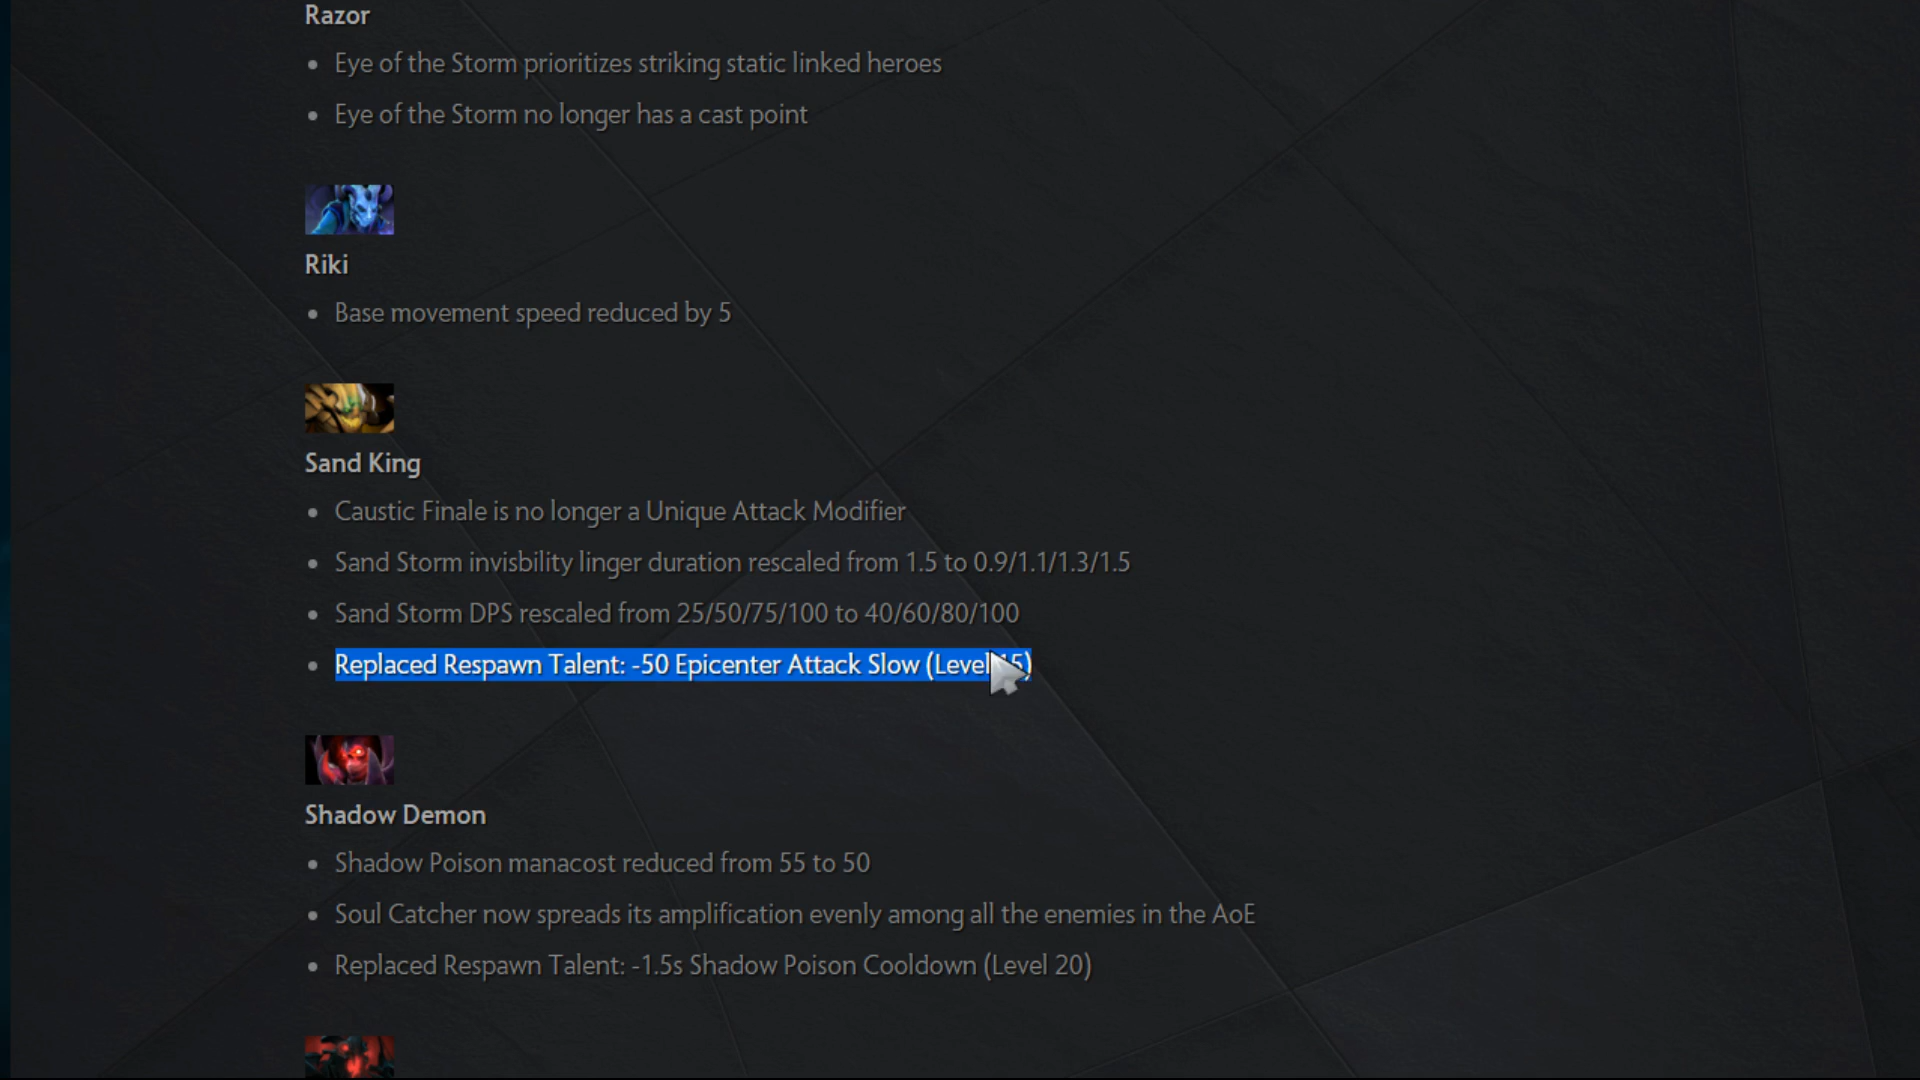 Razor
• Eye of the Storm prioritizes striking static linked heroes
• Eye of the Storm no longer has a cast point
Riki
• Base movement speed reduced by 5
Sand King
• Caustic Finale is no longer a Unique Attack Modifier
• Sand Storm invisbility linger duration rescaled from 1.5 to 0.9/1.1/1.3/1.5
• Sand Storm DPS rescaled from 25/50/75/100 to 40/60/80/100
• Replaced Respawn Talent: -50 Epicenter Attack Slow (Level 15)
Shadow Demon
• Shadow Poison manacost reduced from 55 to 50
• Soul Catcher now spreads its amplification evenly among all the enemies in the AoE
• Replaced Respawn Talent: -1.5s Shadow Poison Cooldown (Level 20)